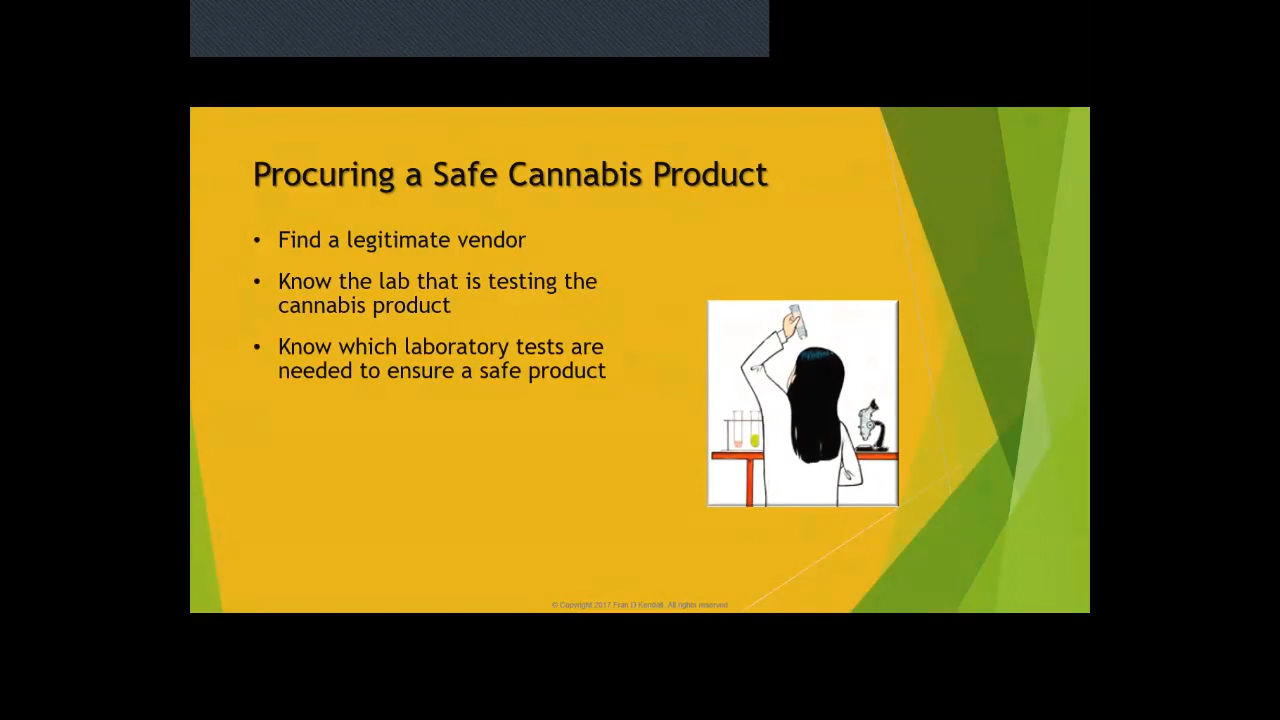 Procuring a Safe Cannabis Product
• Find a legitimate vendor
• Know the lab that is testing the
cannabis product
• Know which laboratory tests are
needed to ensure a safe product
© Copyright 2017 Fran D Kendall. All rights reserved